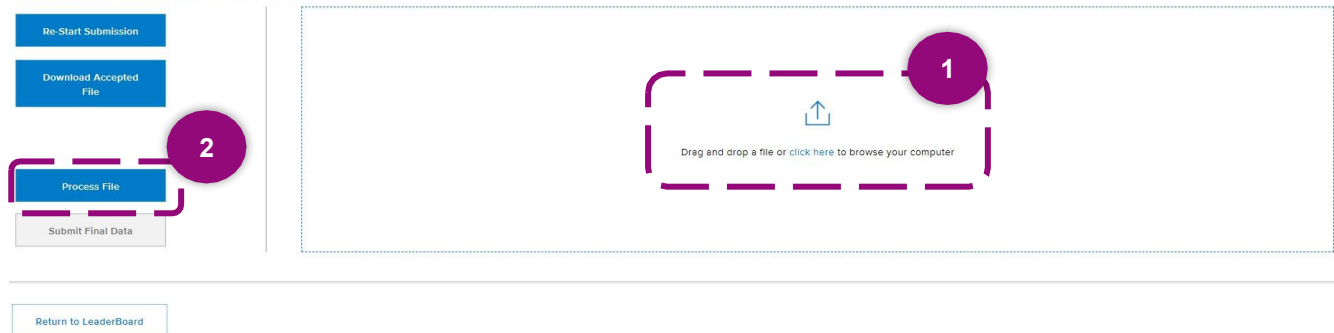 Re-Start Submission
Download Accepted
File
1
Drag and drop a file or click here to browse your computer
2
Process File
Submit Final Data
Return to LeaderBoard